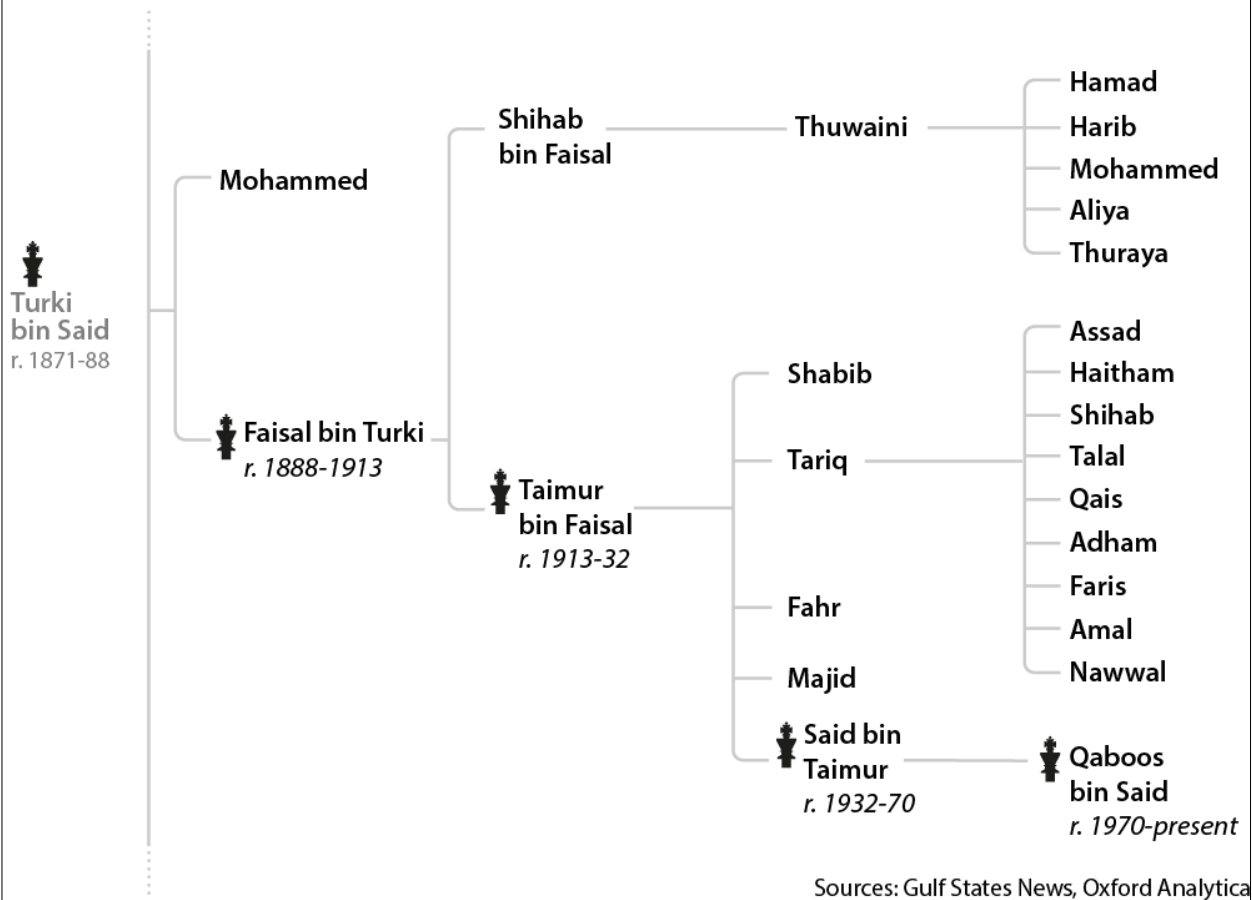 Turki
bin Said
r. 1871-88
Mohammed
Faisal bin Turki
r. 1888-1913
Shihab
bin Faisal
Taimur
bin Faisal
r. 1913-32
Thuwaini
Shabib
Tariq
Fahr
Majid
Said bin
Taimur
r. 1932-70
Hamad
Harib
Mohammed
Aliya
Thuraya
Assad
Haitham
Shihab
Talal
Qais
Adham
Faris
Amal
Nawwal
Qaboos
bin Said
r. 1970-present
Sources: Gulf States News, Oxford Analytica